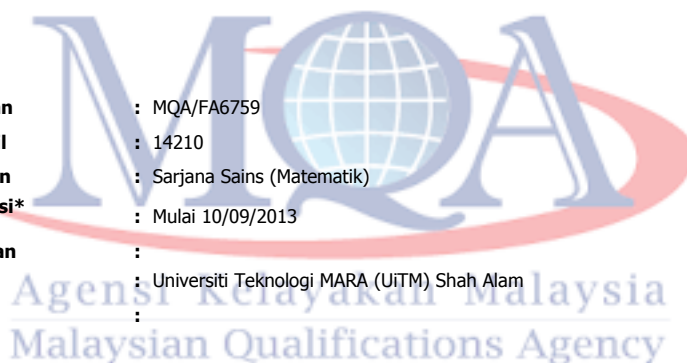 MQA
an : MQA/FA6759
l : 14210
n : Sarjana Sains (Matematik)
si* : Mulai 10/09/2013
an :
: Universiti Teknologi MARA (UiTM) Shah Alam
:
Agensi Kelayakan Malaysia
Malaysian Qualifications Agency